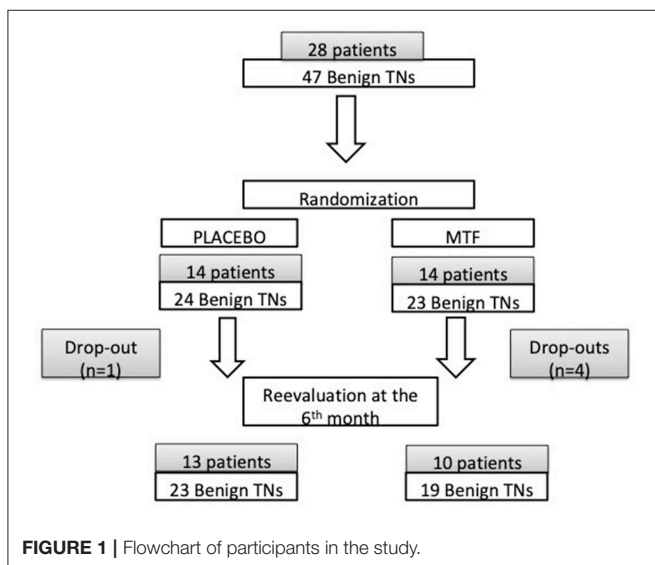 28 patients
47 Benign TNs
Randomization
PLACEBO
MTF
14 patients
24 Benign TNs
14 patients
23 Benign TNs
Drop-out
(n=1)
Drop-outs
(n=4)
Reevaluation at the
6th month
13 patients
23 Benign TNs
10 patients
19 Benign TNs
FIGURE 1 | Flowchart of participants in the study.